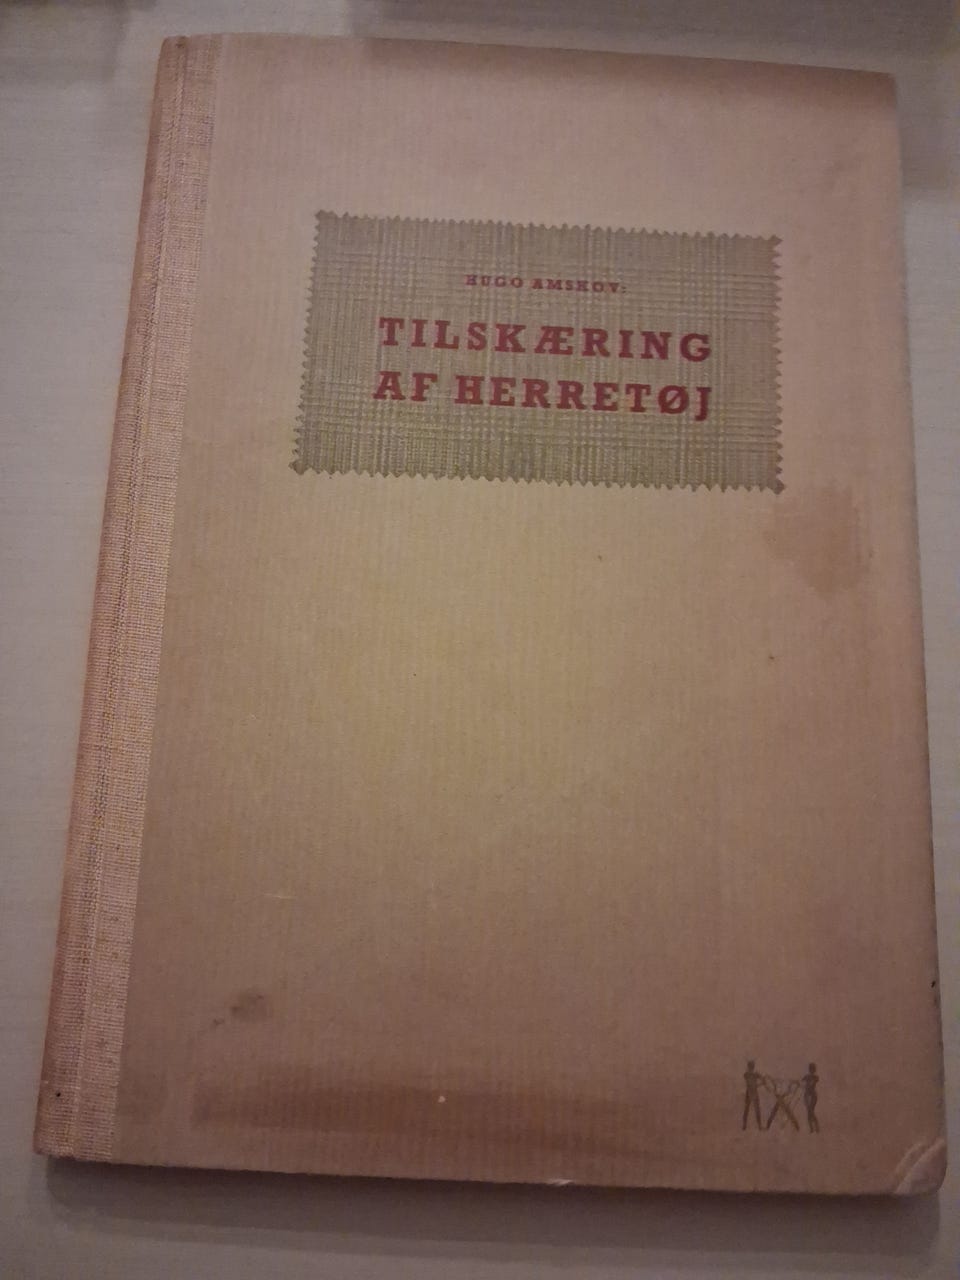 HUGO AMSKOV:
TILSKÆRING
AF HERRETØJ